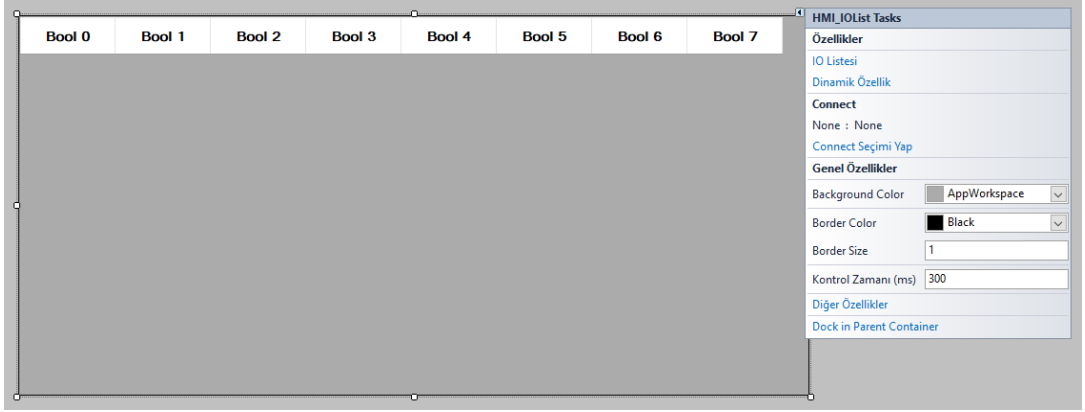 Bool 0 Bool 1 Bool 2 Bool 3 Bool 4 Bool 5 Bool 6 Bool 7
HMI_IOList Tasks
Özellikler
IO Listesi
Dinamik Özellik
Connect
None : None
Connect Seçimi Yap
Genel Özellikler
Background Color AppWorkspace
Border Color Black
Border Size 1
Kontrol Zamanı (ms) 300
Diğer Özellikler
Dock in Parent Container